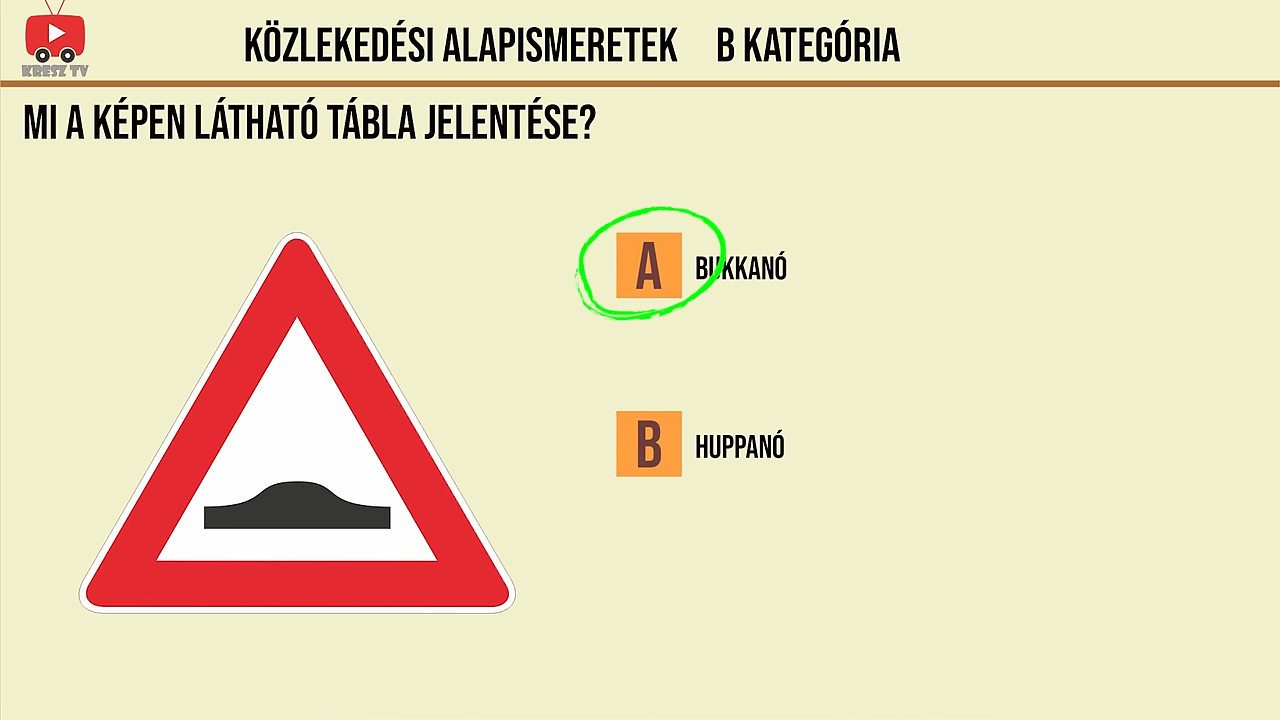 KRESZ TV
KÖZLEKEDÉSI ALAPISMERETEK B KATEGÓRIA
MI A KÉPEN LÁTHATÓ TÁBLA JELENTÉSE?
A BUKKANÓ
B HUPPANÓ